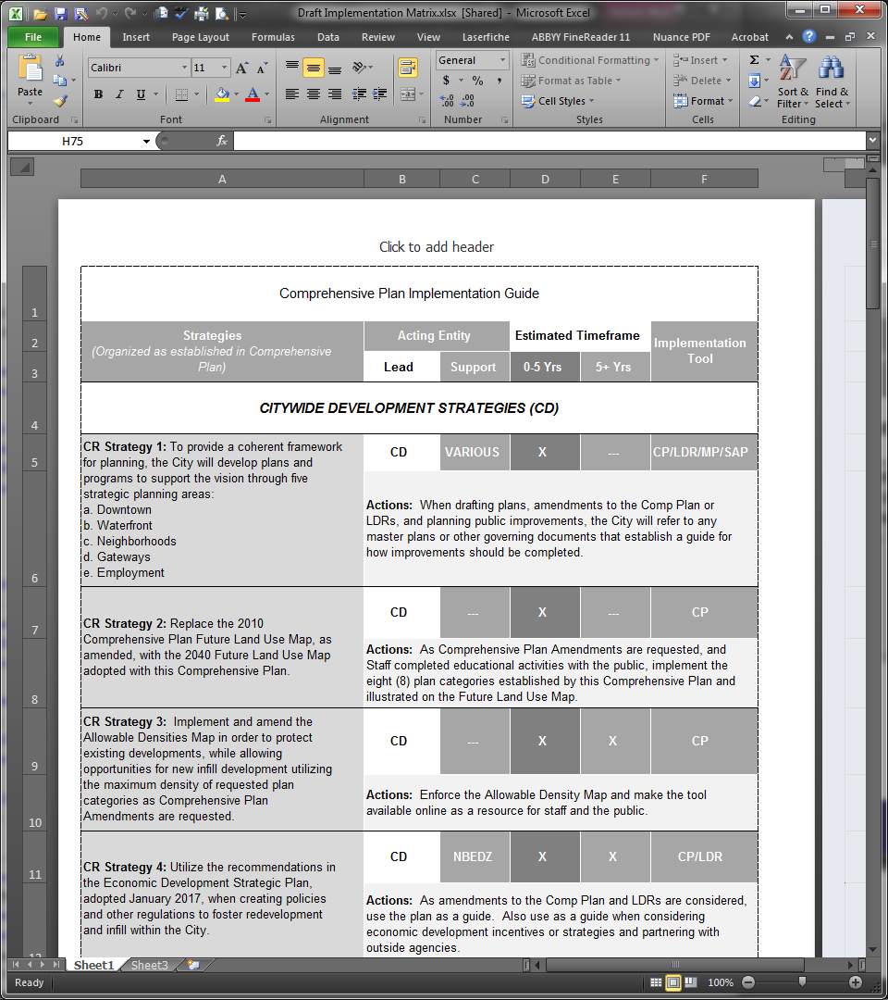 Draft Implementation Matrix.xlsx [Shared] - Microsoft Excel
File Home Insert Page Layout Formulas Data Review View Laserfiche ABBYY FineReader 11 Nuance PDF Acrobat
Paste
Calibri 11
B I U
General
$ % ,
Conditional Formatting
Format as Table
Cell Styles
Insert
Delete
Format
Σ
Sort & Filter
Find & Select
Clipboard Font Alignment Number Styles Cells Editing
H75 fx
A B C D E F
Click to add header
1 Comprehensive Plan Implementation Guide
2 Strategies
(Organized as established in Comprehensive
Plan)
Acting Entity Estimated Timeframe Implementation
Tool
3 Lead Support 0-5 Yrs 5+ Yrs
4 CITYWIDE DEVELOPMENT STRATEGIES (CD)
CR Strategy 1: To provide a coherent framework
for planning, the City will develop plans and
programs to support the vision through five
strategic planning areas:
a. Downtown
b. Waterfront
c. Neighborhoods
d. Gateways
e. Employment
5 CD VARIOUS X --- CP/LDR/MP/SAP
6 Actions: When drafting plans, amendments to the Comp Plan or
LDRs, and planning public improvements, the City will refer to any
master plans or other governing documents that establish a guide for
how improvements should be completed.
CR Strategy 2: Replace the 2010
Comprehensive Plan Future Land Use Map, as
amended, with the 2040 Future Land Use Map
adopted with this Comprehensive Plan.
7 CD --- X --- CP
8 Actions: As Comprehensive Plan Amendments are requested, and
Staff completed educational activities with the public, implement the
eight (8) plan categories established by this Comprehensive Plan and
illustrated on the Future Land Use Map.
CR Strategy 3: Implement and amend the
Allowable Densities Map in order to protect
existing developments, while allowing
opportunities for new infill development utilizing
the maximum density of requested plan
categories as Comprehensive Plan
Amendments are requested.
9 CD --- X X CP
10 Actions: Enforce the Allowable Density Map and make the tool
available online as a resource for staff and the public.
CR Strategy 4: Utilize the recommendations in
the Economic Development Strategic Plan,
adopted January 2017, when creating policies
and other regulations to foster redevelopment
and infill within the City.
11 CD NBEDZ X X CP/LDR
12 Actions: As amendments to the Comp Plan and LDRs are considered,
use the plan as a guide. Also use as a guide when considering
economic development incentives or strategies and partnering with
outside agencies.
Sheet1 Sheet3
Ready 100%